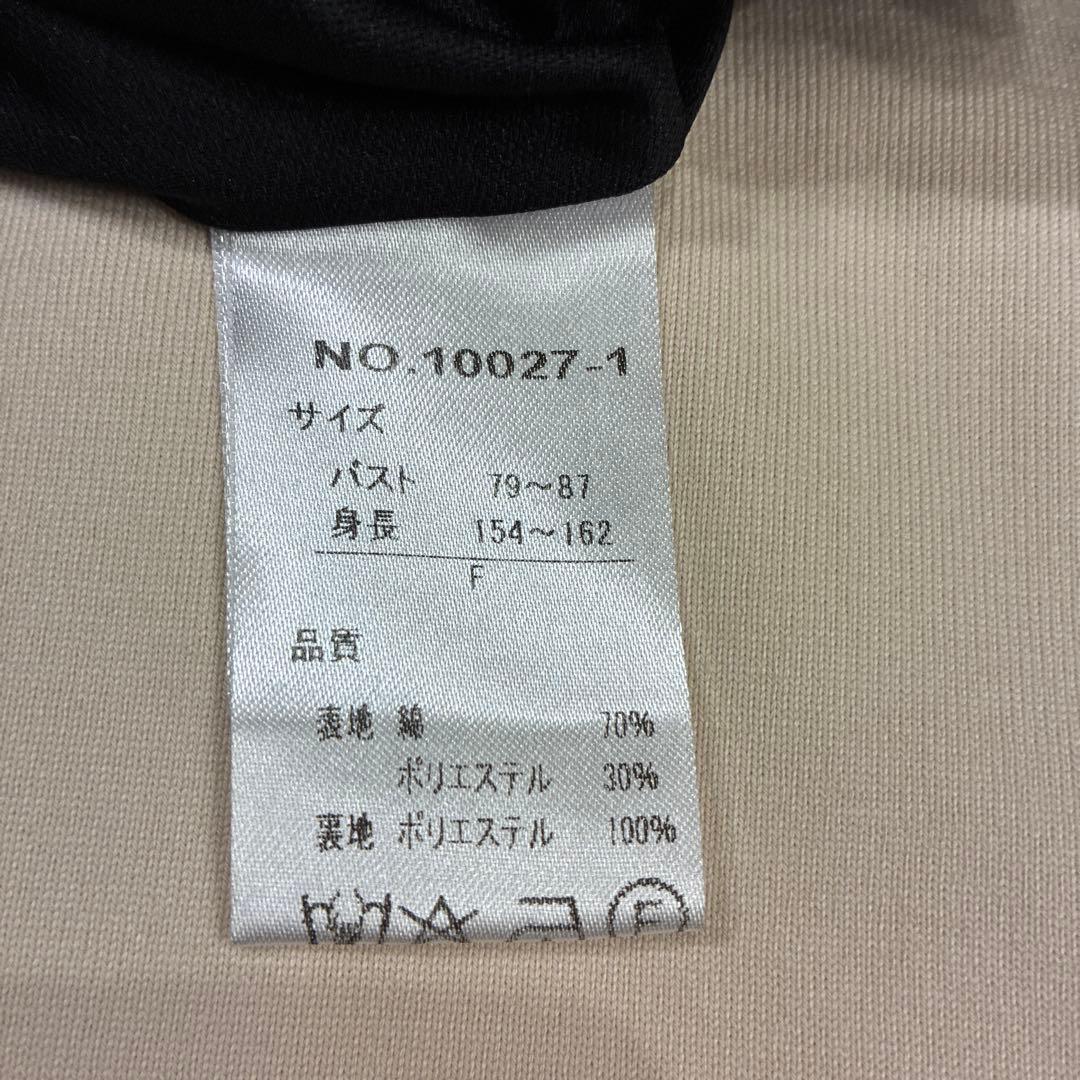 NO.10027-1
サイズ
バスト 79～87
身長 154～162
F
品質
表地 綿 70%
ポリエステル 30%
裏地 ポリエステル 100%
F